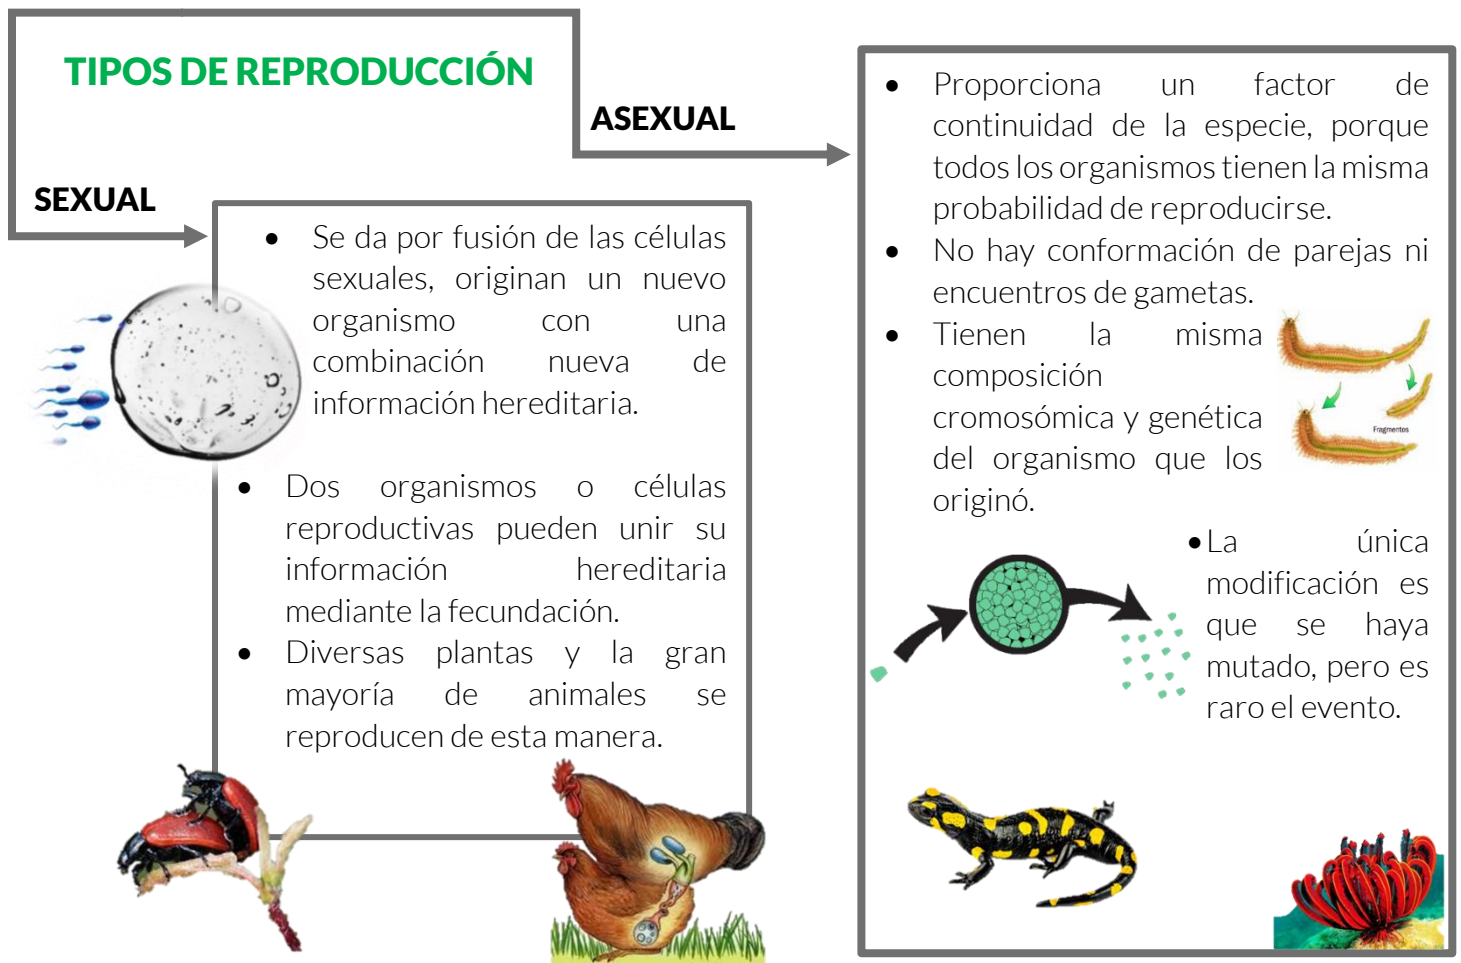 TIPOS DE REPRODUCCIÓN
SEXUAL
• Se da por fusión de las células
sexuales, originan un nuevo
organismo con una
combinación nueva de
información hereditaria.
• Dos organismos o células
reproductivas pueden unir su
información hereditaria
mediante la fecundación.
• Diversas plantas y la gran
mayoría de animales se
reproducen de esta manera.
ASEXUAL
• Proporciona un factor de
continuidad de la especie, porque
todos los organismos tienen la misma
probabilidad de reproducirse.
• No hay conformación de parejas ni
encuentros de gametas.
• Tienen la misma
composición
cromosómica y genética
del organismo que los
originó.
Fragmentos
• La única
modificación es
que se haya
mutado, pero es
raro el evento.